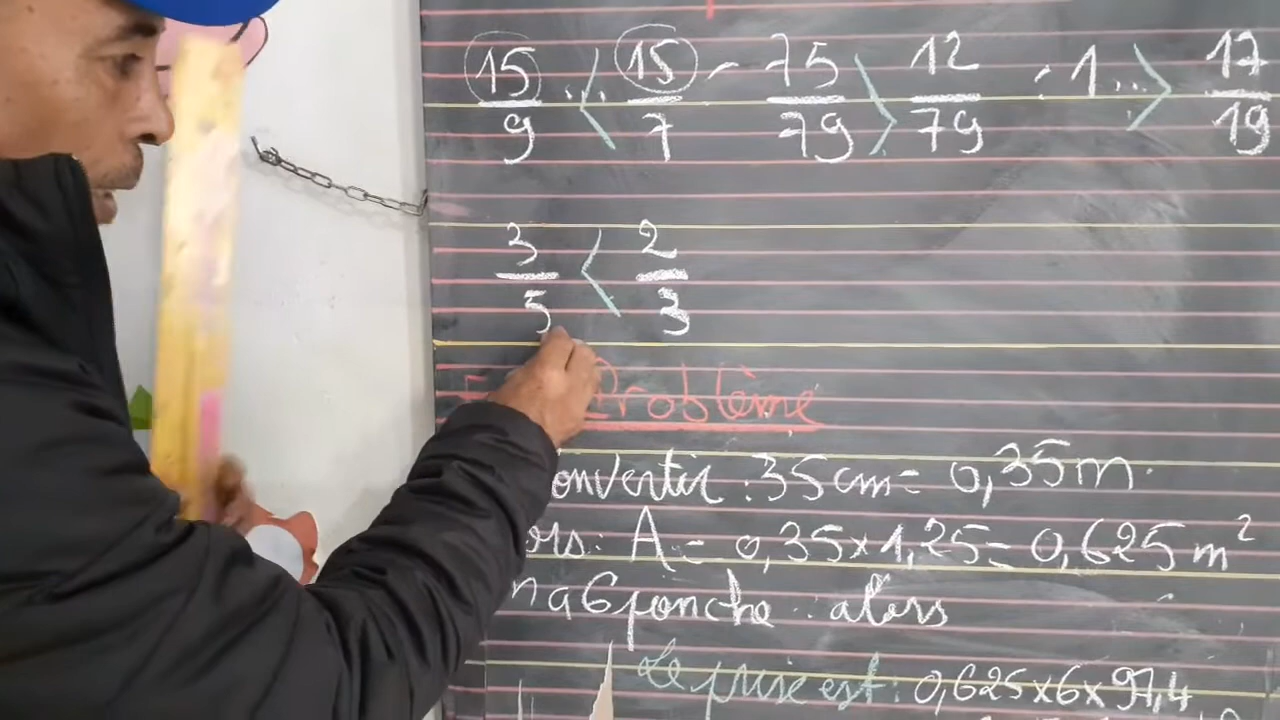 15/9 ..< 15/7 - 75/79 > 12/79 : 1 ...> 17/19
3/5 < 2/3
Problème
onvertir : 35 cm = 0,35 m.
ors : A = 0,35 × 1,25 = 0,625 m²
n a 6 alors
Le prise est : 0,625 x 6 x 97,4